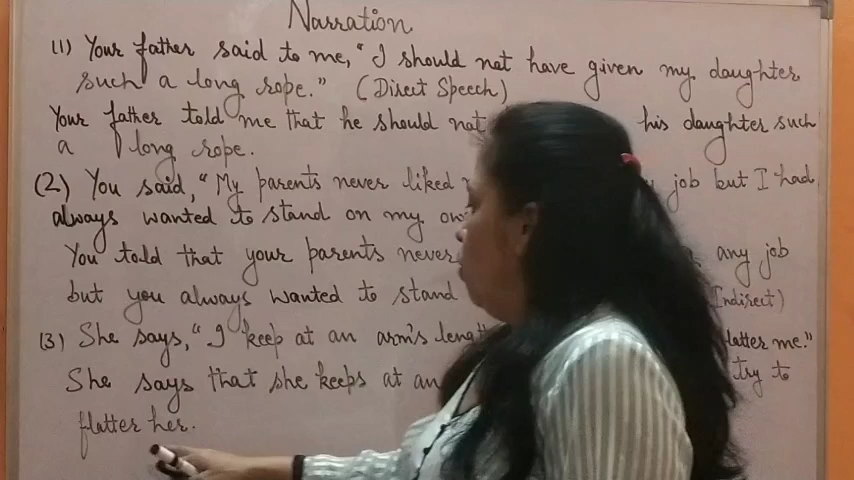 Narration
(1) Your father said to me, "I should not have given my daughter
such a long rope." (Direct Speech)
Your father told me that he should not his daughter such
a long rope.
(2) You said, "My parents never liked job but I had
always wanted to stand on my
You told that your parents never any job
but you always wanted to stand Indirect)
(3) She says, "I keep at an arm's flatter me."
She says that she keeps at an try to
flatter her.